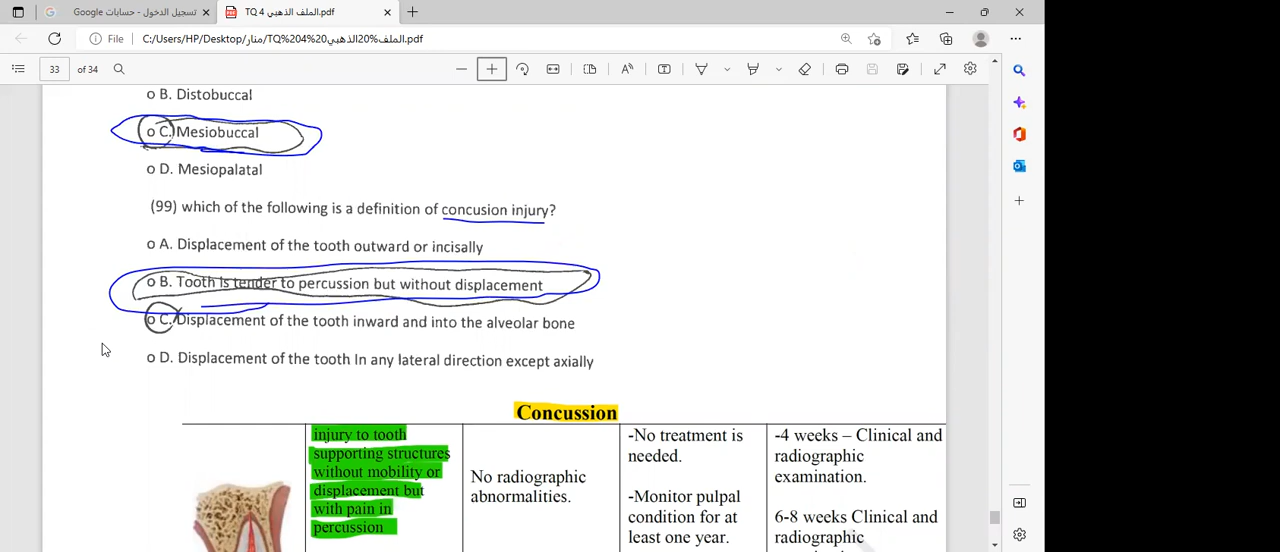 تسجيل الدخول - حسابات Google
TQ 4 الملف الذهبي.pdf
File
C:/Users/HP/Desktop/منار/TQ%204%20الملف%20الذهبي.pdf
33 of 34
o B. Distobuccal
o C. Mesiobuccal
o D. Mesiopalatal
(99) which of the following is a definition of concusion injury?
o A. Displacement of the tooth outward or incisally
o B. Tooth is tender to percussion but without displacement
o C. Displacement of the tooth inward and into the alveolar bone
o D. Displacement of the tooth In any lateral direction except axially
Concussion
injury to tooth
supporting structures
without mobility or
displacement but
with pain in
percussion
No radiographic
abnormalities.
-No treatment is
needed.
-Monitor pulpal
condition for at
least one year.
-4 weeks – Clinical and
radiographic
examination.
6-8 weeks Clinical and
radiographic